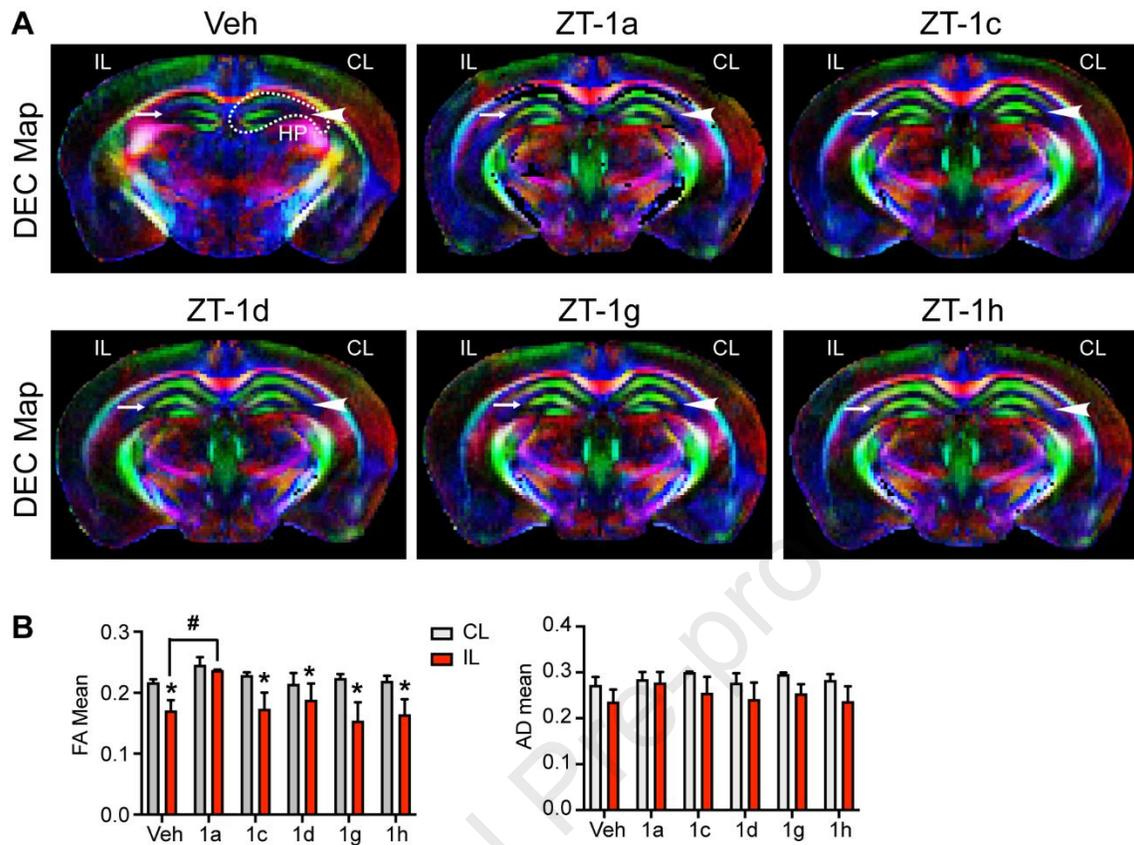 A
Veh
ZT-1a
ZT-1c
DEC Map
IL
CL
HP
IL
CL
IL
CL
ZT-1d
ZT-1g
ZT-1h
DEC Map
IL
CL
IL
CL
IL
CL
B
FA Mean
0.3
0.2
0.1
0.0
#
*
*
*
*
*
Veh 1a 1c 1d 1g 1h
CL
IL
AD mean
0.4
0.3
0.2
0.1
0.0
Veh 1a 1c 1d 1g 1h
Pre-pro